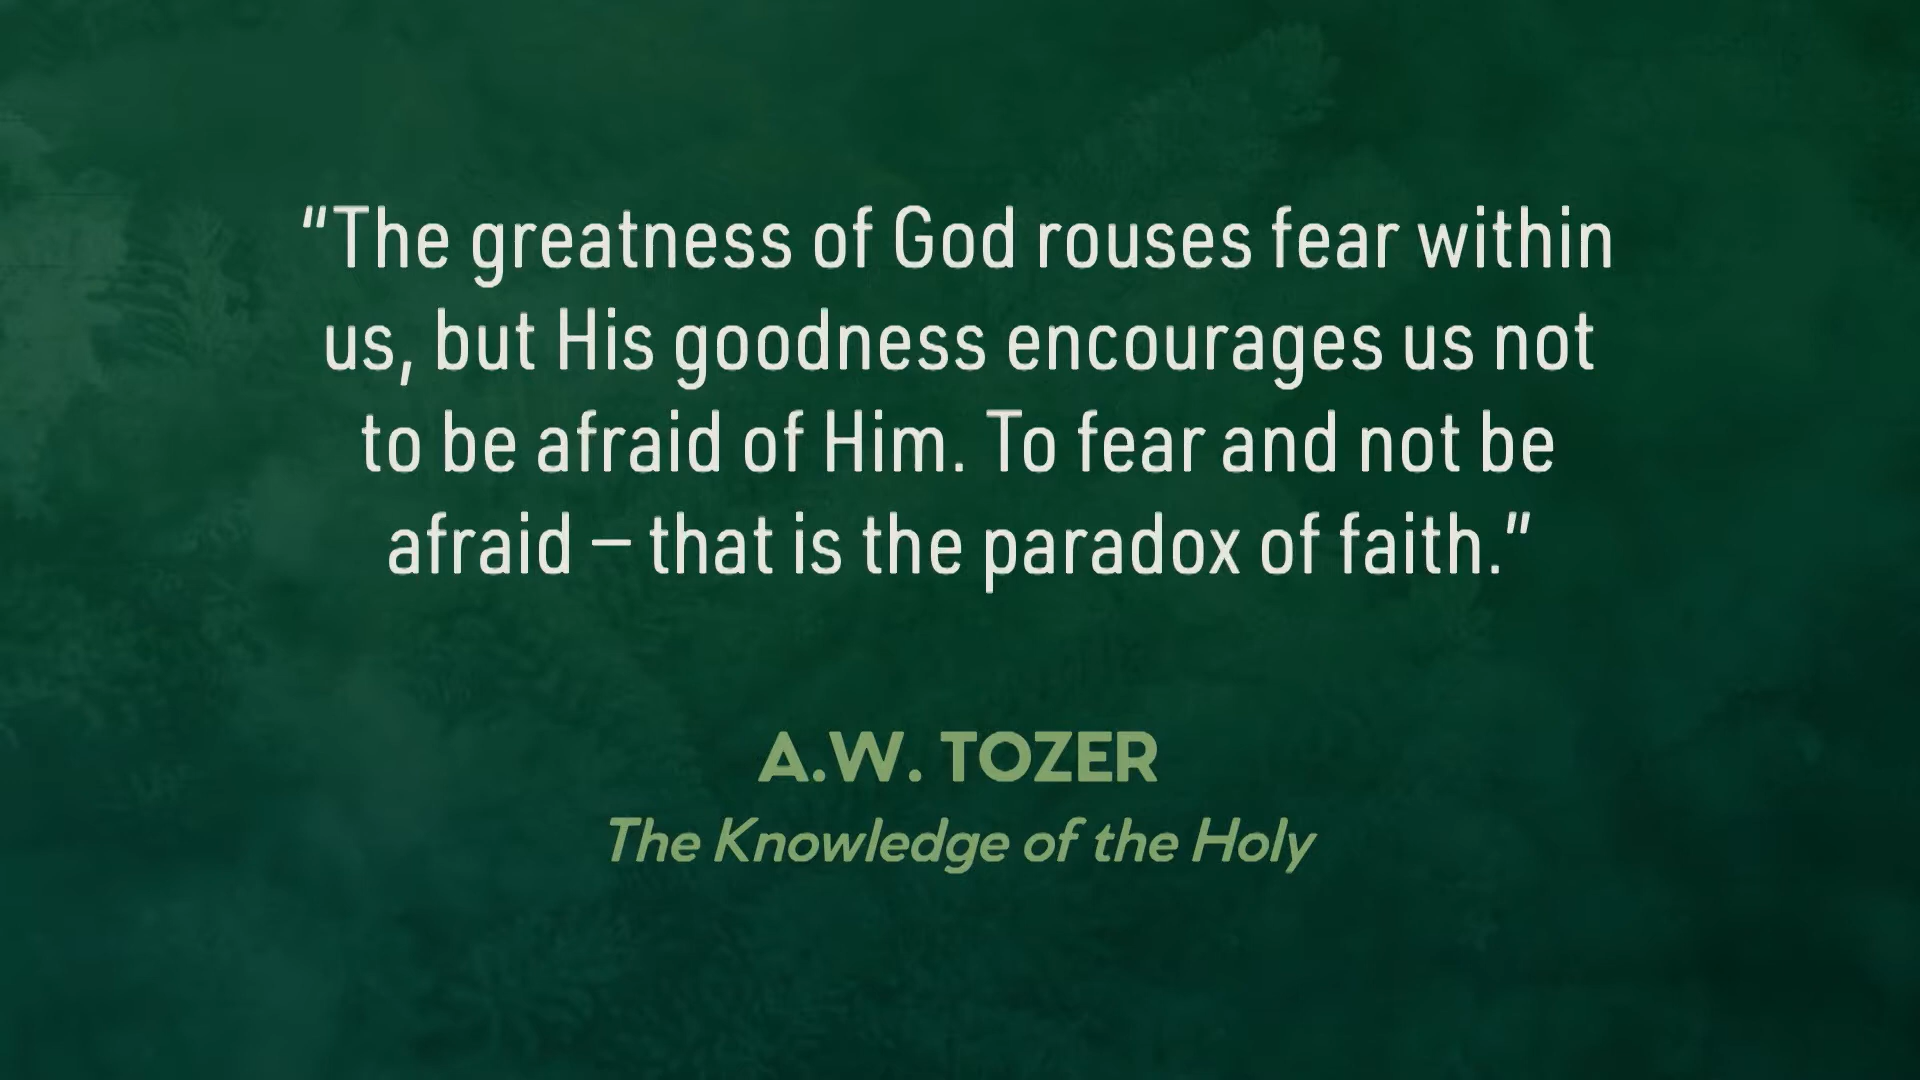 “The greatness of God rouses fear within
us, but His goodness encourages us not
to be afraid of Him. To fear and not be
afraid – that is the paradox of faith.”
A.W. TOZER
The Knowledge of the Holy